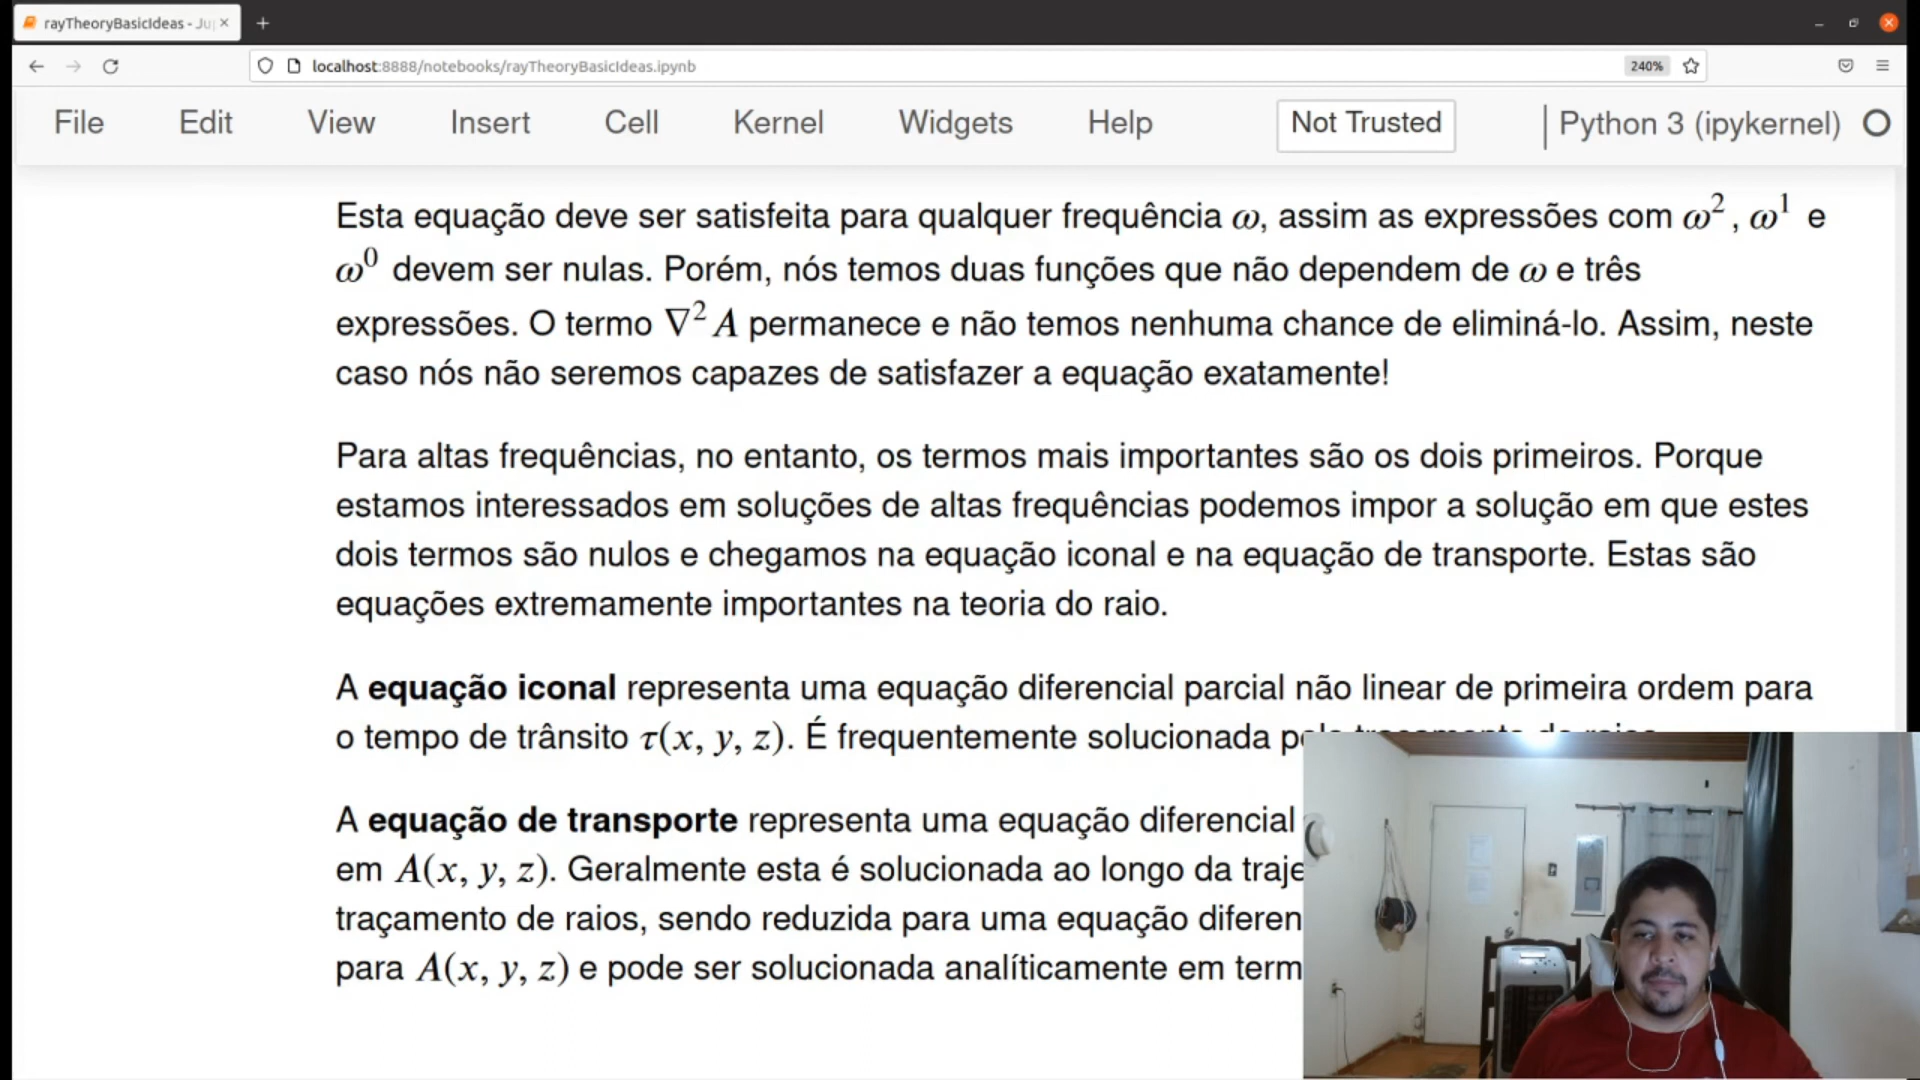 rayTheoryBasicIdeas - Ju
localhost:8888/notebooks/rayTheoryBasicIdeas.ipynb
240%
File Edit View Insert Cell Kernel Widgets Help Not Trusted Python 3 (ipykernel)
Esta equação deve ser satisfeita para qualquer frequência ω, assim as expressões com ω², ω¹ e
ω⁰ devem ser nulas. Porém, nós temos duas funções que não dependem de ω e três
expressões. O termo ∇²A permanece e não temos nenhuma chance de eliminá-lo. Assim, neste
caso nós não seremos capazes de satisfazer a equação exatamente!
Para altas frequências, no entanto, os termos mais importantes são os dois primeiros. Porque
estamos interessados em soluções de altas frequências podemos impor a solução em que estes
dois termos são nulos e chegamos na equação iconal e na equação de transporte. Estas são
equações extremamente importantes na teoria do raio.
A equação iconal representa uma equação diferencial parcial não linear de primeira ordem para
o tempo de trânsito τ(x, y, z). É frequentemente solucionada pelo traçamento de raios.
A equação de transporte representa uma equação diferencial
em A(x, y, z). Geralmente esta é solucionada ao longo da traje
traçamento de raios, sendo reduzida para uma equação diferen
para A(x, y, z) e pode ser solucionada analíticamente em term